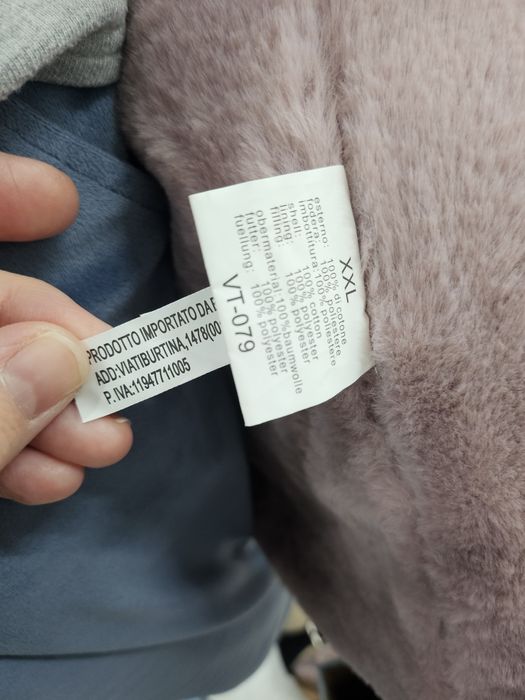 XXL
esterno: 100% di cotone
fodera: 100% poliestere
imbottitura: 100% poliestere
shell: 100% cotton
lining: 100% polyester
filling: 100% polyester
obermaterial: 100% baumwolle
futter: 100% polyester
fuellung: 100% polyester
VT-079
PRODOTTO IMPORTATO DA
ADD:VIATIBURTINA,1478(00
P.IVA:11947711005